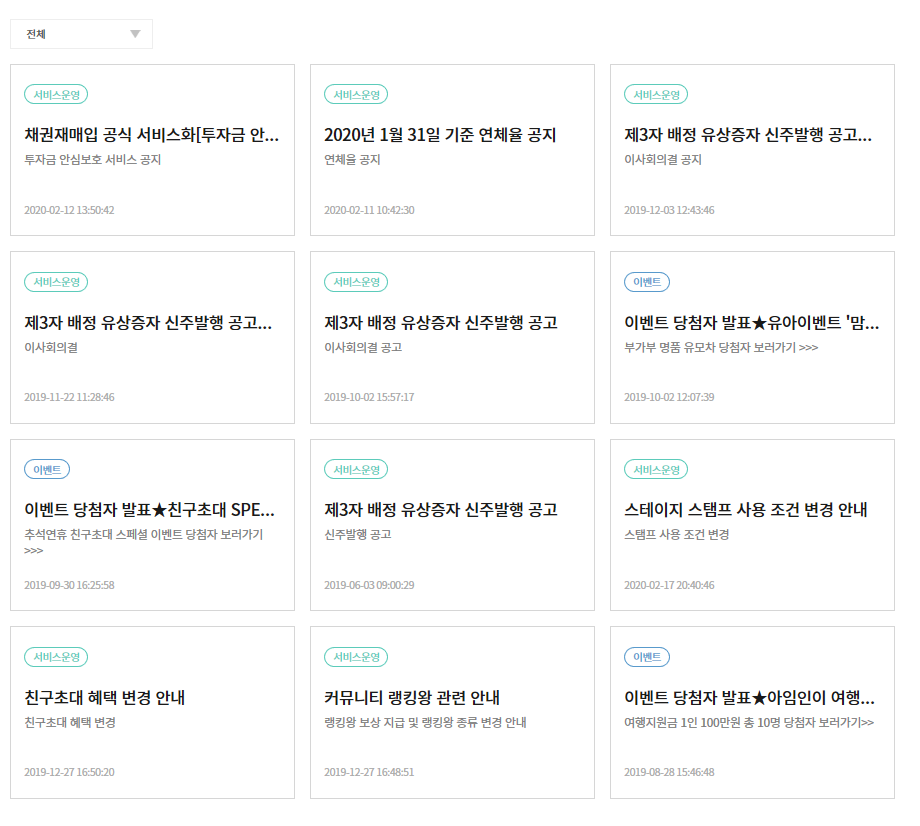 전체
서비스운영
채권재매입 공식 서비스화[투자금 안...
투자금 안심보호 서비스 공지
2020-02-12 13:50:42
서비스운영
2020년 1월 31일 기준 연체율 공지
연체율 공지
2020-02-11 10:42:30
서비스운영
제3자 배정 유상증자 신주발행 공고...
이사회의결 공지
2019-12-03 12:43:46
서비스운영
제3자 배정 유상증자 신주발행 공고...
이사회의결
2019-11-22 11:28:46
서비스운영
제3자 배정 유상증자 신주발행 공고
이사회의결 공고
2019-10-02 15:57:17
이벤트
이벤트 당첨자 발표★유아이벤트 '맘...
부가부 명품 유모차 당첨자 보러가기 >>>
2019-10-02 12:07:39
이벤트
이벤트 당첨자 발표★친구초대 SPE...
추석연휴 친구초대 스페셜 이벤트 당첨자 보러가기
>>>
2019-09-30 16:25:58
서비스운영
제3자 배정 유상증자 신주발행 공고
신주발행 공고
2019-06-03 09:00:29
서비스운영
스테이지 스탬프 사용 조건 변경 안내
스탬프 사용 조건 변경
2020-02-17 20:40:46
서비스운영
친구초대 혜택 변경 안내
친구초대 혜택 변경
2019-12-27 16:50:20
서비스운영
커뮤니티 랭킹왕 관련 안내
랭킹왕 보상 지급 및 랭킹왕 종류 변경 안내
2019-12-27 16:48:51
이벤트
이벤트 당첨자 발표★아임인이 여행...
여행지원금 1인 100만원 총 10명 당첨자 보러가기>>
2019-08-28 15:46:48